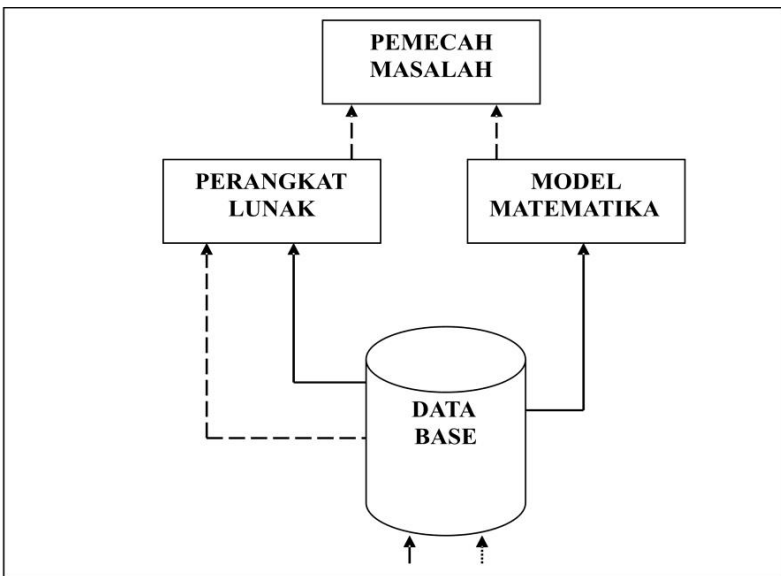 PEMECAH
MASALAH
PERANGKAT
LUNAK
MODEL
MATEMATIKA
DATA
BASE